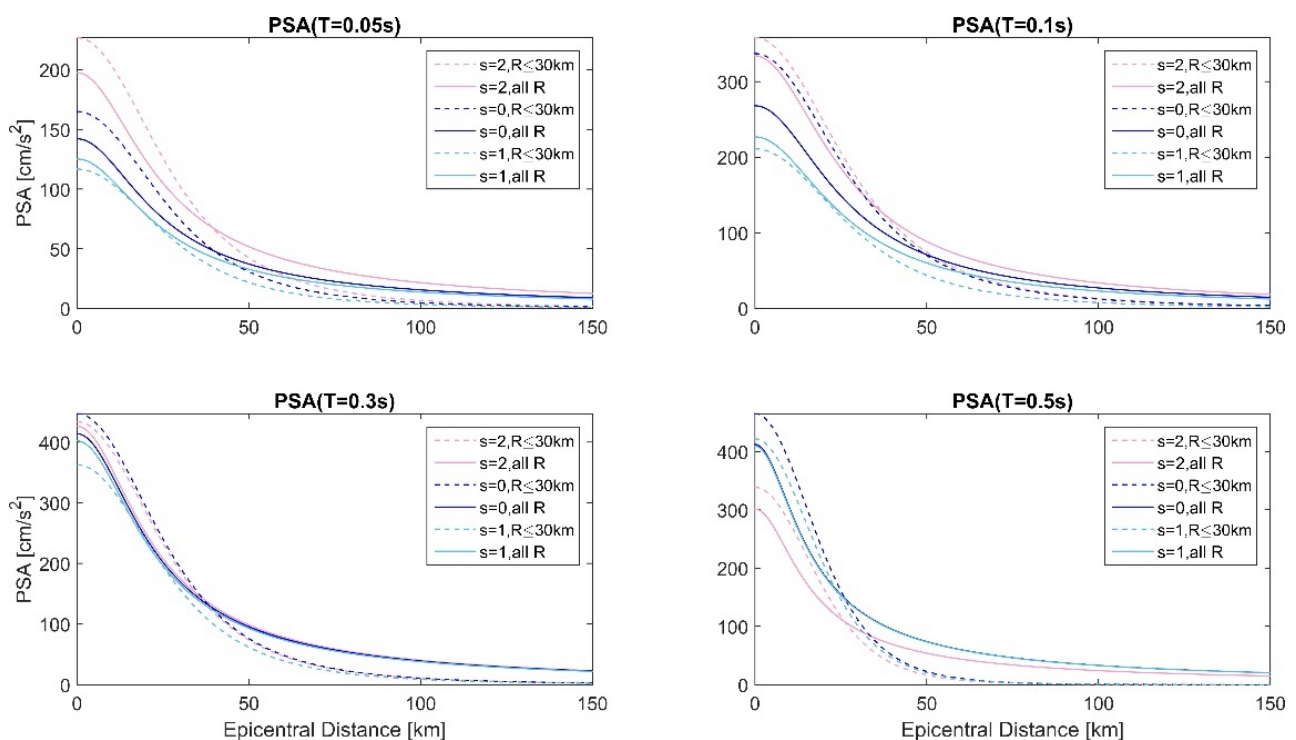 PSA(T=0.05s)
PSA [cm/s²]
200
150
100
50
0
s=2,R≤30km
s=2,all R
s=0,R≤30km
s=0,all R
s=1,R≤30km
s=1,all R
0
50
100
150
PSA(T=0.1s)
300
200
100
0
s=2,R≤30km
s=2,all R
s=0,R≤30km
s=0,all R
s=1,R≤30km
s=1,all R
0
50
100
150
PSA(T=0.3s)
PSA [cm/s²]
400
300
200
100
0
s=2,R≤30km
s=2,all R
s=0,R≤30km
s=0,all R
s=1,R≤30km
s=1,all R
0
50
100
150
Epicentral Distance [km]
PSA(T=0.5s)
400
300
200
100
0
s=2,R≤30km
s=2,all R
s=0,R≤30km
s=0,all R
s=1,R≤30km
s=1,all R
0
50
100
150
Epicentral Distance [km]